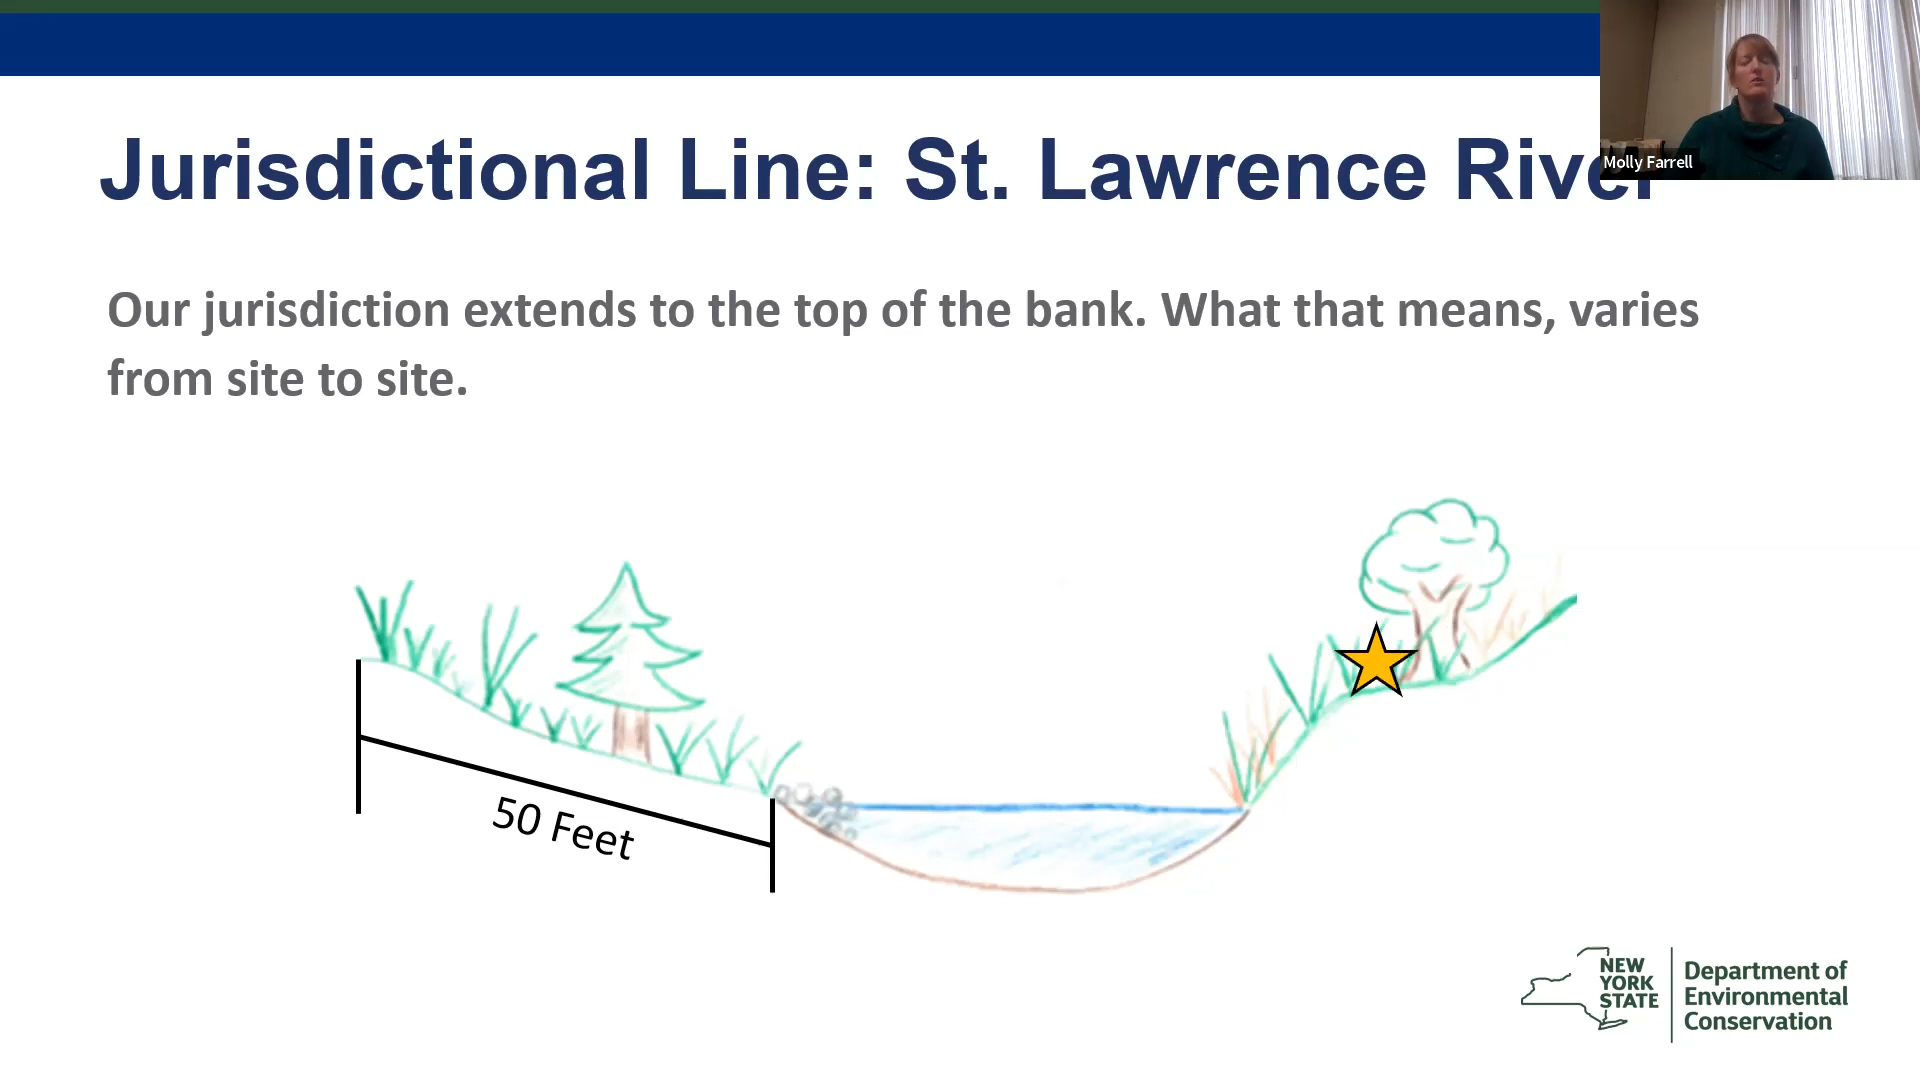 Jurisdictional Line: St. Lawrence River
Molly Farrell
Our jurisdiction extends to the top of the bank. What that means, varies
from site to site.
50 Feet
NEW
YORK
STATE
Department of
Environmental
Conservation